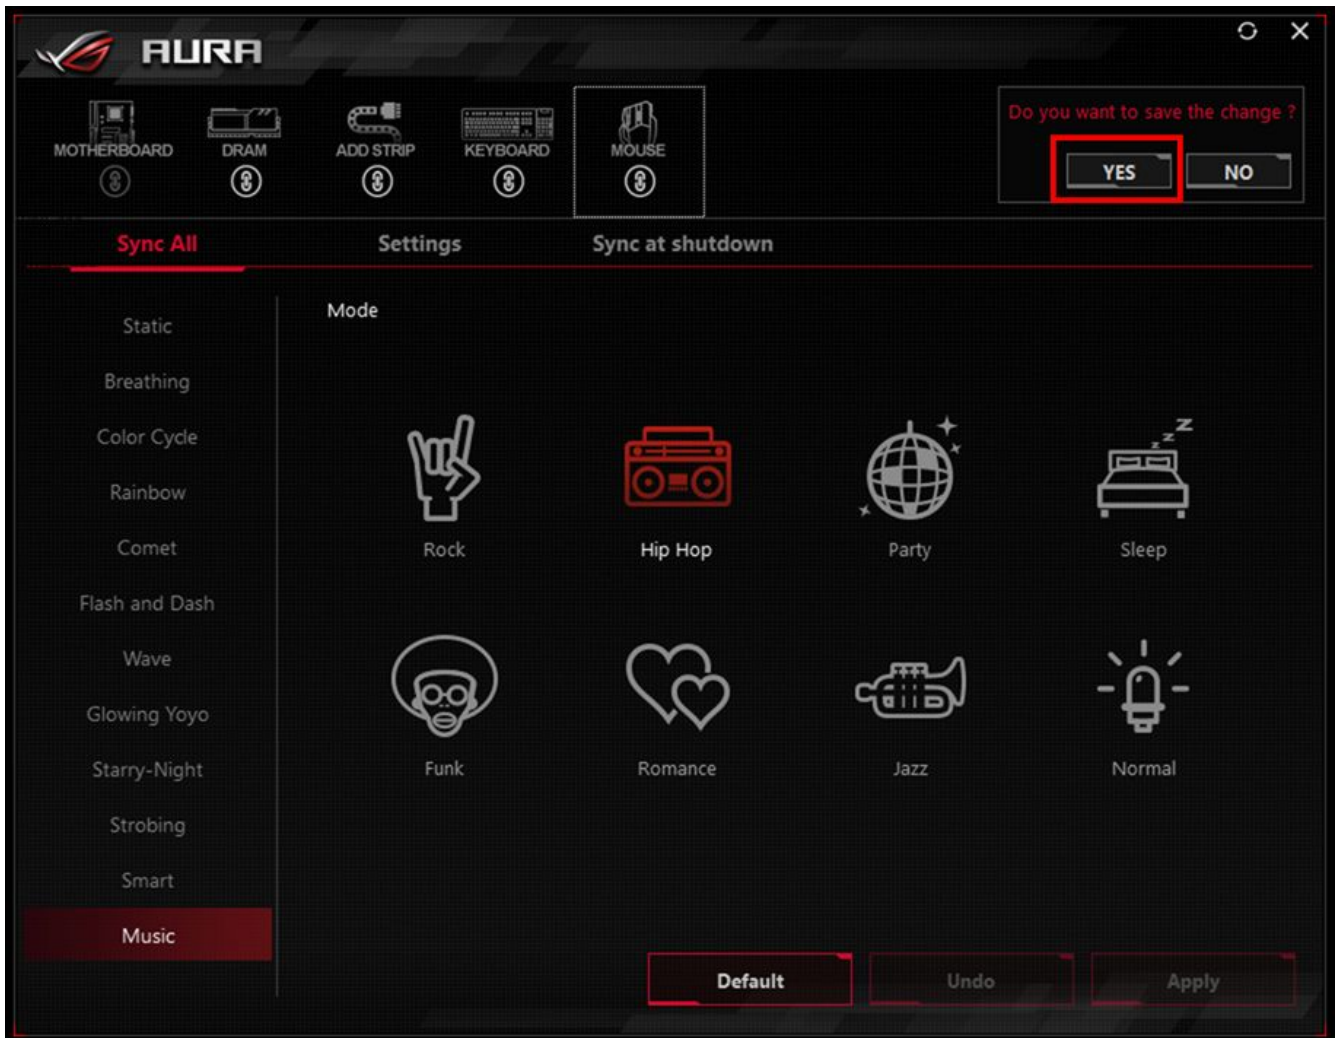 AURA
Do you want to save the change ?
YES NO
MOTHERBOARD DRAM ADD STRIP KEYBOARD MOUSE
Sync All Settings Sync at shutdown
Mode
Static
Breathing
Color Cycle
Rainbow
Comet
Flash and Dash
Wave
Glowing Yoyo
Starry-Night
Strobing
Smart
Music
z z Z
Rock Hip Hop Party Sleep
Funk Romance Jazz Normal
Default Undo Apply